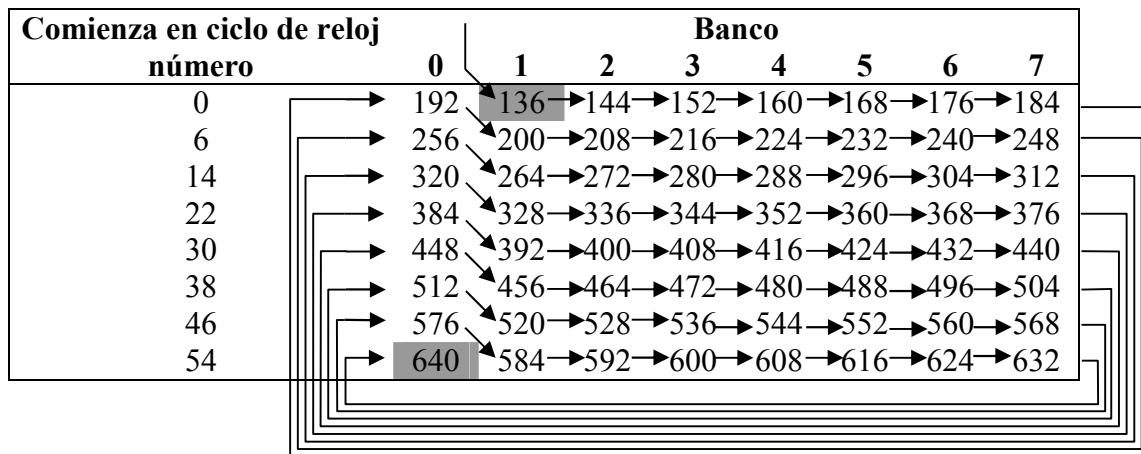 Comienza en ciclo de reloj Banco
número 0 1 2 3 4 5 6 7
0 192 136 144 152 160 168 176 184
6 256 200 208 216 224 232 240 248
14 320 264 272 280 288 296 304 312
22 384 328 336 344 352 360 368 376
30 448 392 400 408 416 424 432 440
38 512 456 464 472 480 488 496 504
46 576 520 528 536 544 552 560 568
54 640 584 592 600 608 616 624 632